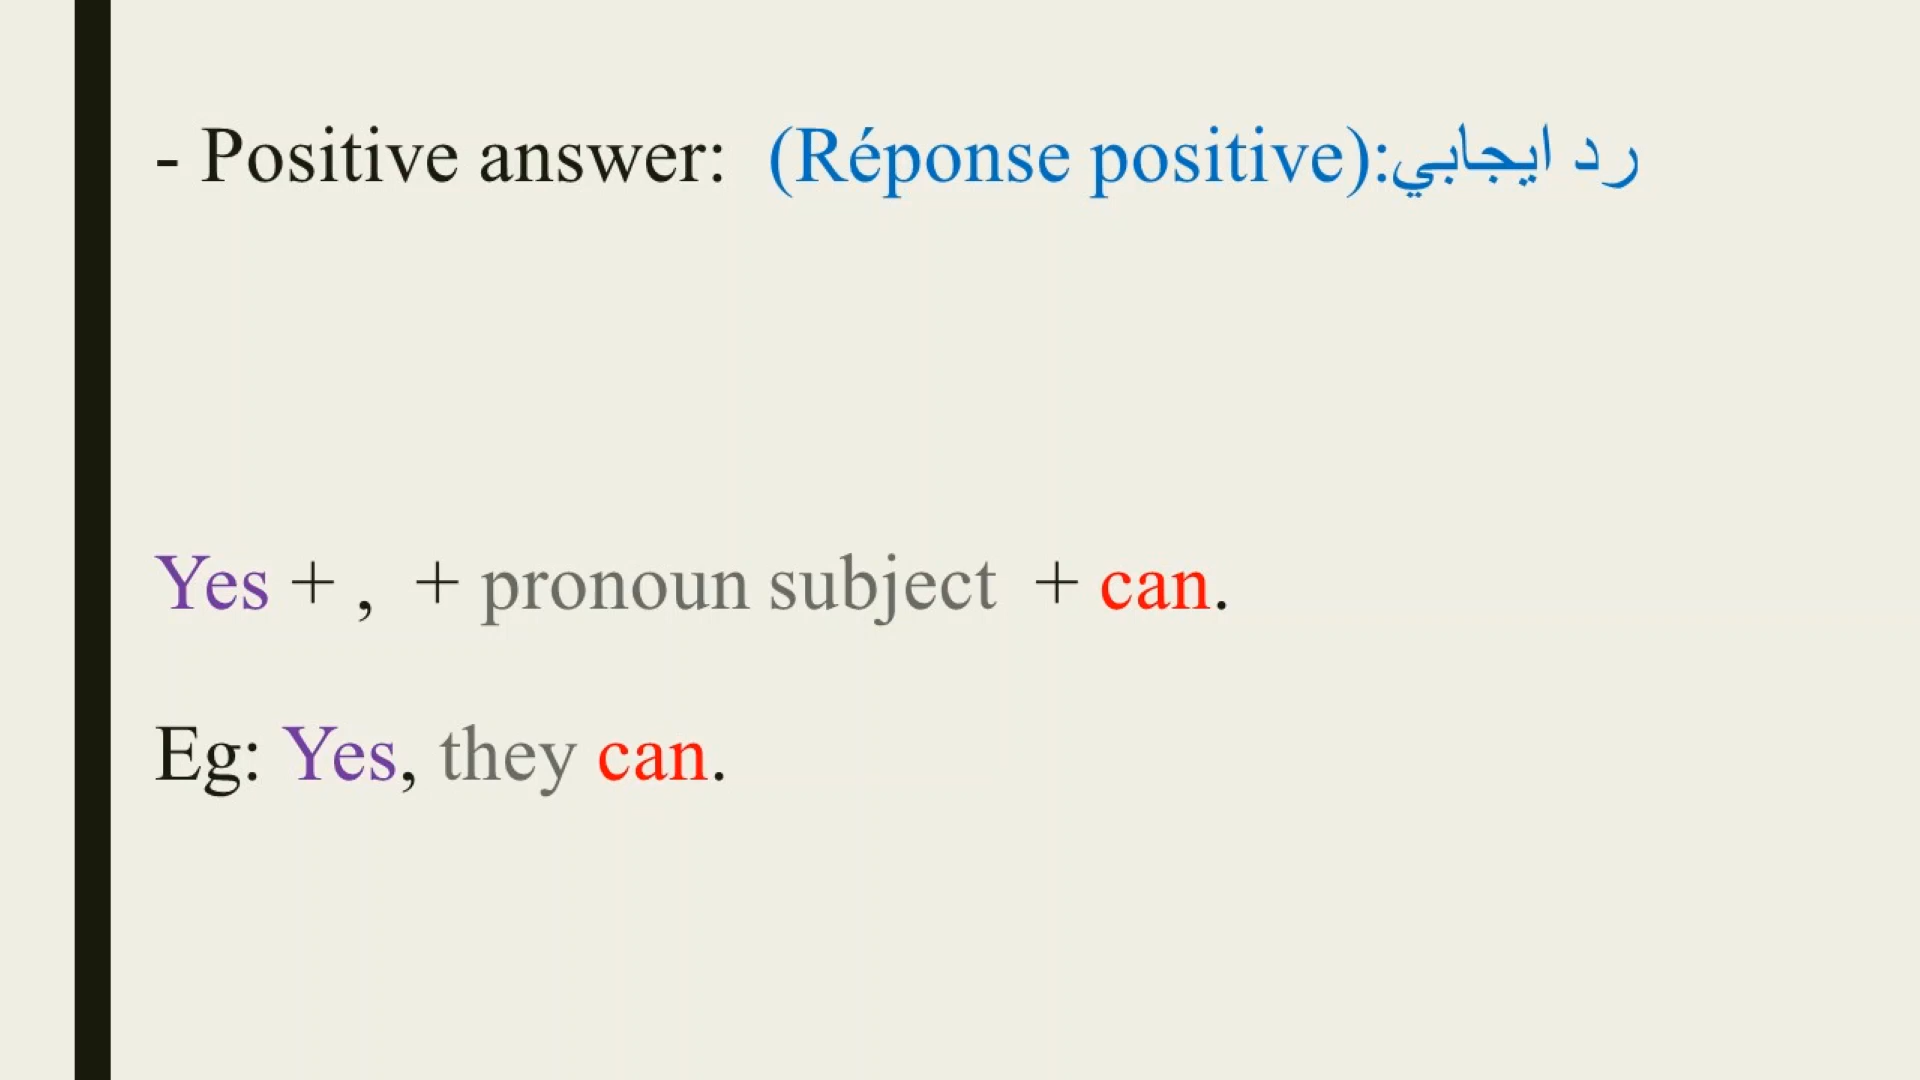 - Positive answer: (Réponse positive):رد ايجابي
Yes + , + pronoun subject + can.
Eg: Yes, they can.